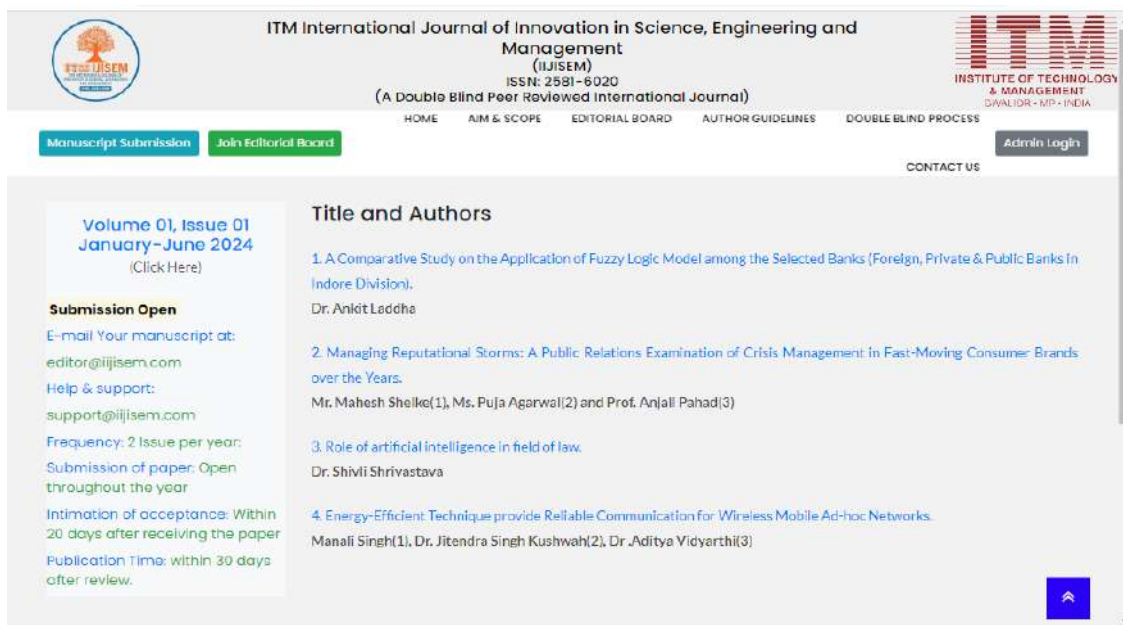 ITM International Journal of Innovation in Science, Engineering and
Management
(IIJISEM)
ISSN: 2581-6020
(A Double Blind Peer Reviewed International Journal)
ITM
INSTITUTE OF TECHNOLOGY
& MANAGEMENT
GWALIOR - MP - INDIA
HOME AIM & SCOPE EDITORIAL BOARD AUTHOR GUIDELINES DOUBLE BLIND PROCESS
Manuscript Submission Join Editorial Board Admin Login
CONTACT US
Volume 01, Issue 01
January-June 2024
(Click Here)
Submission Open
E-mail Your manuscript at:
editor@iijisem.com
Help & support:
support@iijisem.com
Frequency: 2 Issue per year:
Submission of paper: Open
throughout the year
Intimation of acceptance: Within
20 days after receiving the paper
Publication Time: within 30 days
after review.
Title and Authors
1. A Comparative Study on the Application of Fuzzy Logic Model among the Selected Banks (Foreign, Private & Public Banks in
Indore Division).
Dr. Ankit Laddha
2. Managing Reputational Storms: A Public Relations Examination of Crisis Management in Fast-Moving Consumer Brands
over the Years.
Mr. Mahesh Shelke(1), Ms. Puja Agarwal(2) and Prof. Anjali Pahad(3)
3. Role of artificial intelligence in field of law.
Dr. Shivli Shrivastava
4. Energy-Efficient Technique provide Reliable Communication for Wireless Mobile Ad-hoc Networks.
Manali Singh(1), Dr. Jitendra Singh Kushwah(2), Dr .Aditya Vidyarthi(3)